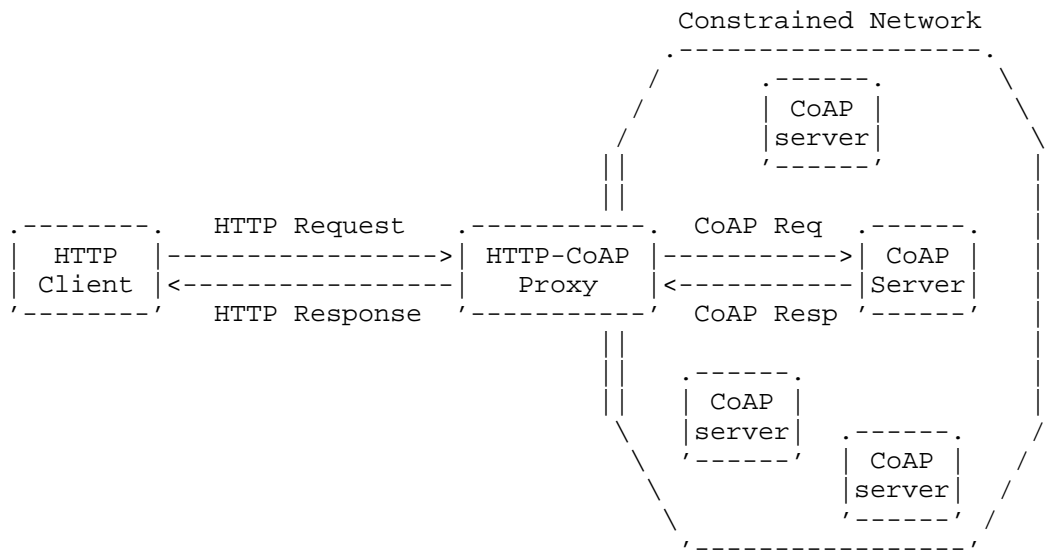 Constrained Network
CoAP
server
HTTP Request
CoAP Req
HTTP
Client
HTTP-CoAP
Proxy
CoAP
Server
HTTP Response
CoAP Resp
CoAP
server
CoAP
server